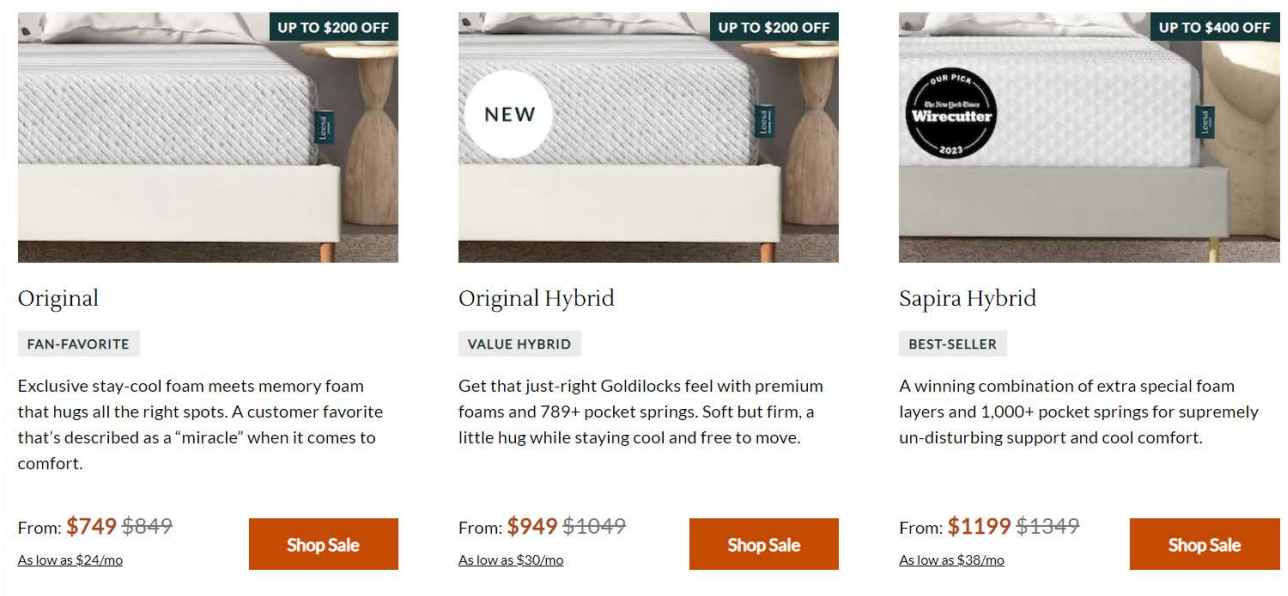 UP TO $200 OFF
Leesa
Original
FAN-FAVORITE
Exclusive stay-cool foam meets memory foam
that hugs all the right spots. A customer favorite
that's described as a “miracle” when it comes to
comfort.
From: $749 $849
As low as $24/mo
Shop Sale
UP TO $200 OFF
NEW
Leesa
Original Hybrid
VALUE HYBRID
Get that just-right Goldilocks feel with premium
foams and 789+ pocket springs. Soft but firm, a
little hug while staying cool and free to move.
From: $949 $1049
As low as $30/mo
Shop Sale
UP TO $400 OFF
OUR PICK
The New York Times
Wirecutter
2023
Leesa
Sapira Hybrid
BEST-SELLER
A winning combination of extra special foam
layers and 1,000+ pocket springs for supremely
un-disturbing support and cool comfort.
From: $1199 $1349
As low as $38/mo
Shop Sale